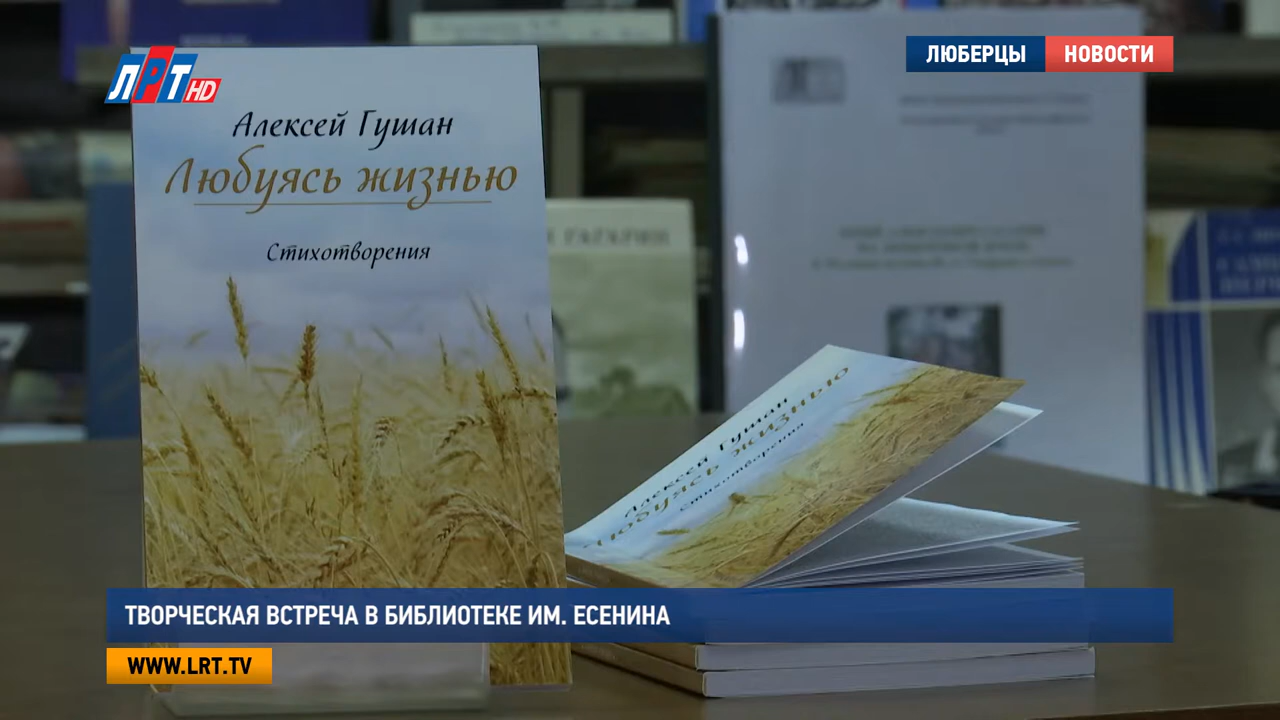 ЛРТ HD
ЛЮБЕРЦЫ НОВОСТИ
Алексей Гушан
Любуясь жизнью
Стихотворения
ГАГАРИН
Алексей Гушан
Любуясь жизнью
Стихотворения
ТВОРЧЕСКАЯ ВСТРЕЧА В БИБЛИОТЕКЕ ИМ. ЕСЕНИНА
WWW.LRT.TV